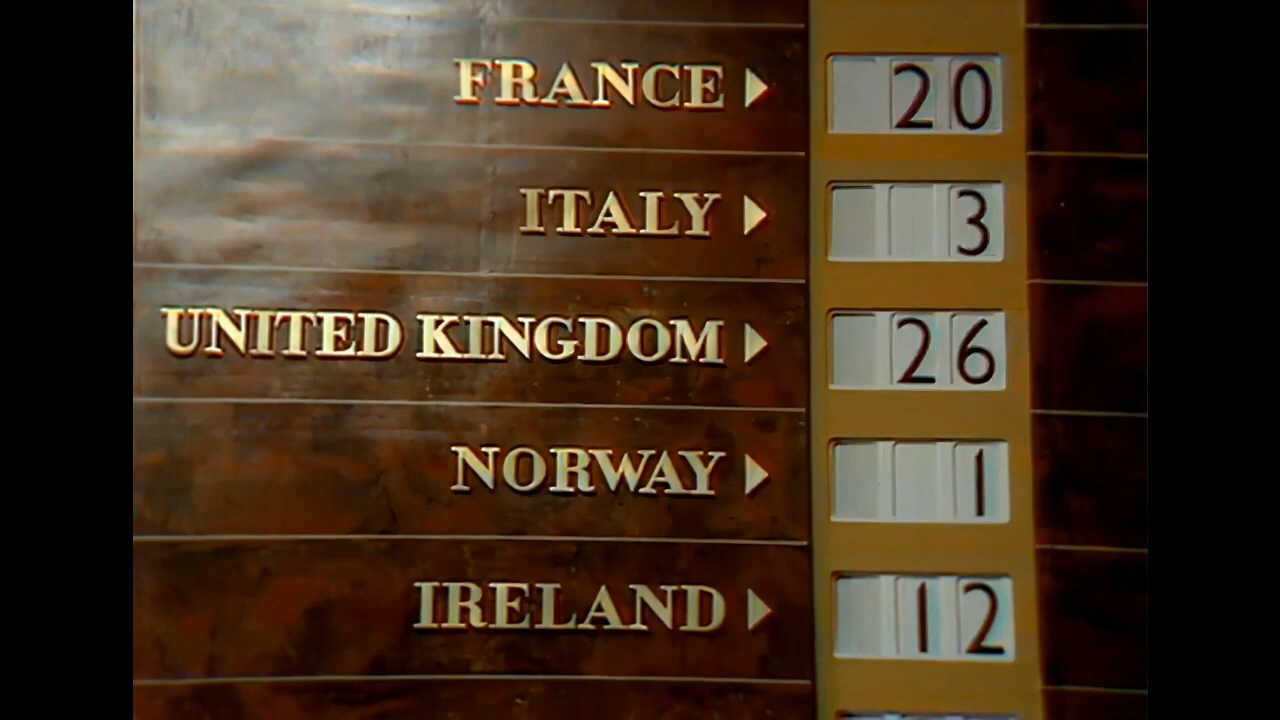 FRANCE 20
ITALY 3
UNITED KINGDOM 26
NORWAY 1
IRELAND 12